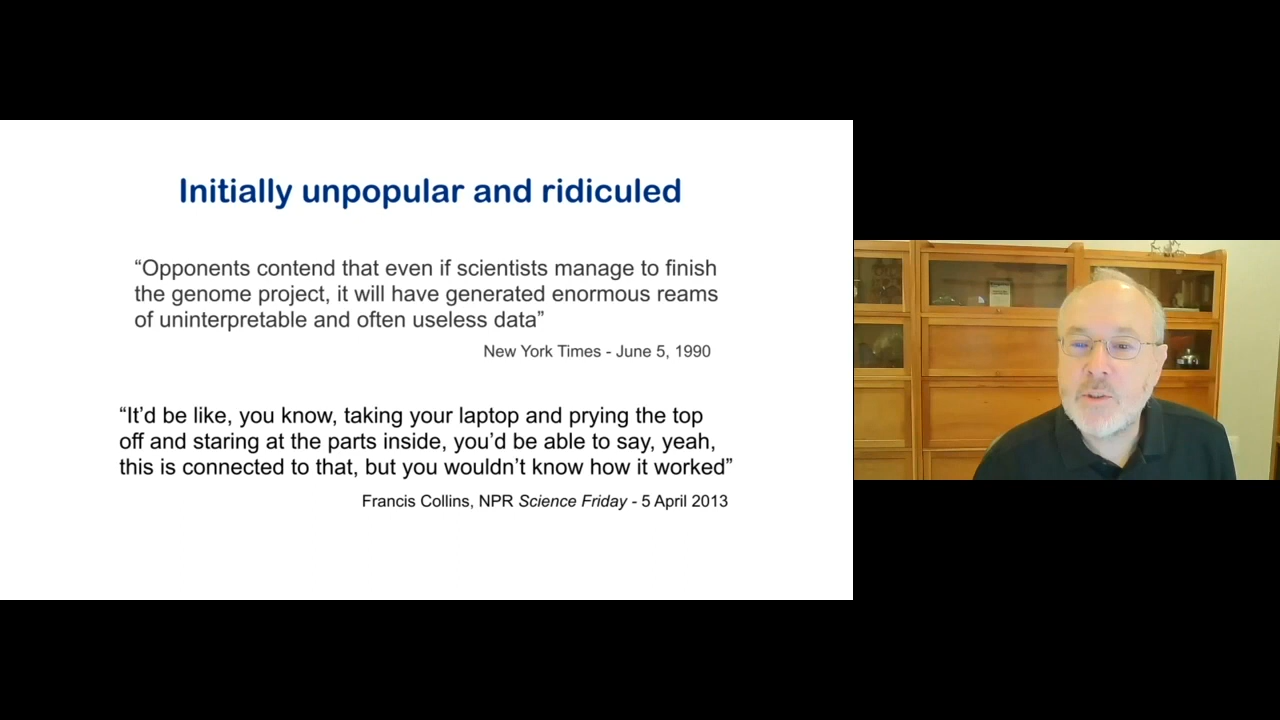 Initially unpopular and ridiculed
“Opponents contend that even if scientists manage to finish
the genome project, it will have generated enormous reams
of uninterpretable and often useless data”
New York Times - June 5, 1990
“It’d be like, you know, taking your laptop and prying the top
off and staring at the parts inside, you’d be able to say, yeah,
this is connected to that, but you wouldn’t know how it worked”
Francis Collins, NPR Science Friday - 5 April 2013